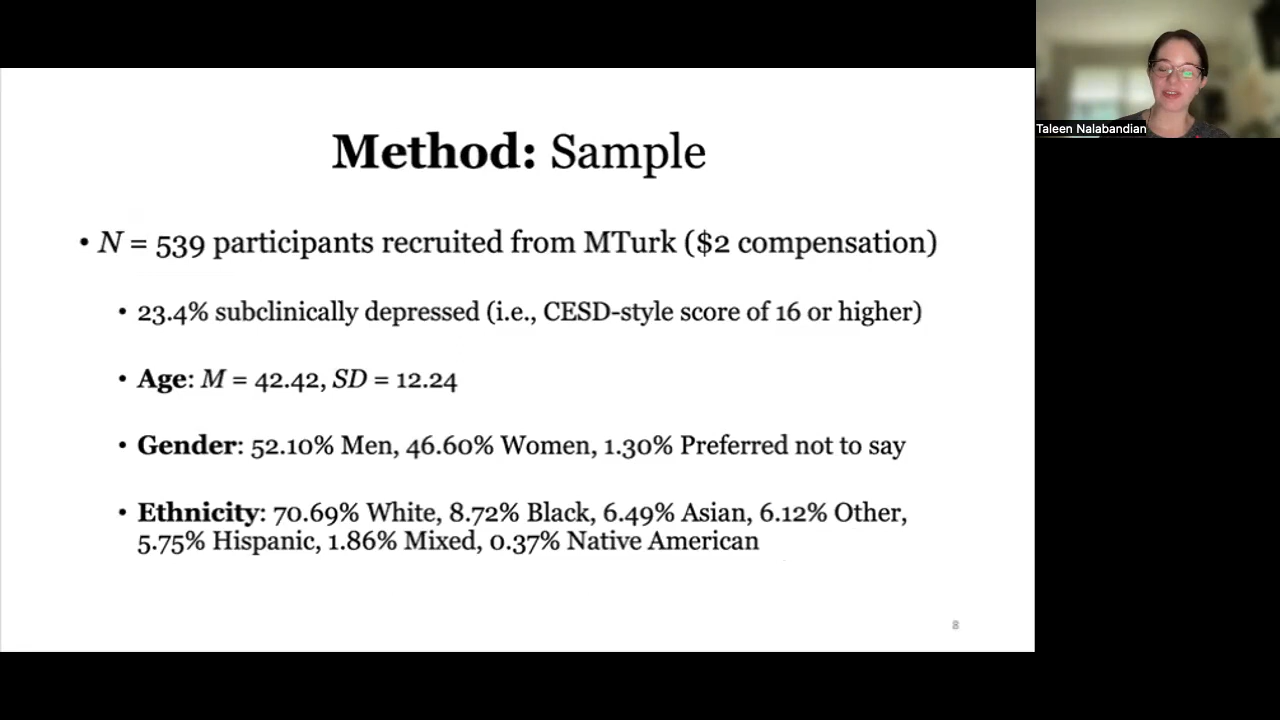 Method: Sample
• N = 539 participants recruited from MTurk ($2 compensation)
• 23.4% subclinically depressed (i.e., CESD-style score of 16 or higher)
• Age: M = 42.42, SD = 12.24
• Gender: 52.10% Men, 46.60% Women, 1.30% Preferred not to say
• Ethnicity: 70.69% White, 8.72% Black, 6.49% Asian, 6.12% Other,
5.75% Hispanic, 1.86% Mixed, 0.37% Native American
8
Taleen Nalabandian